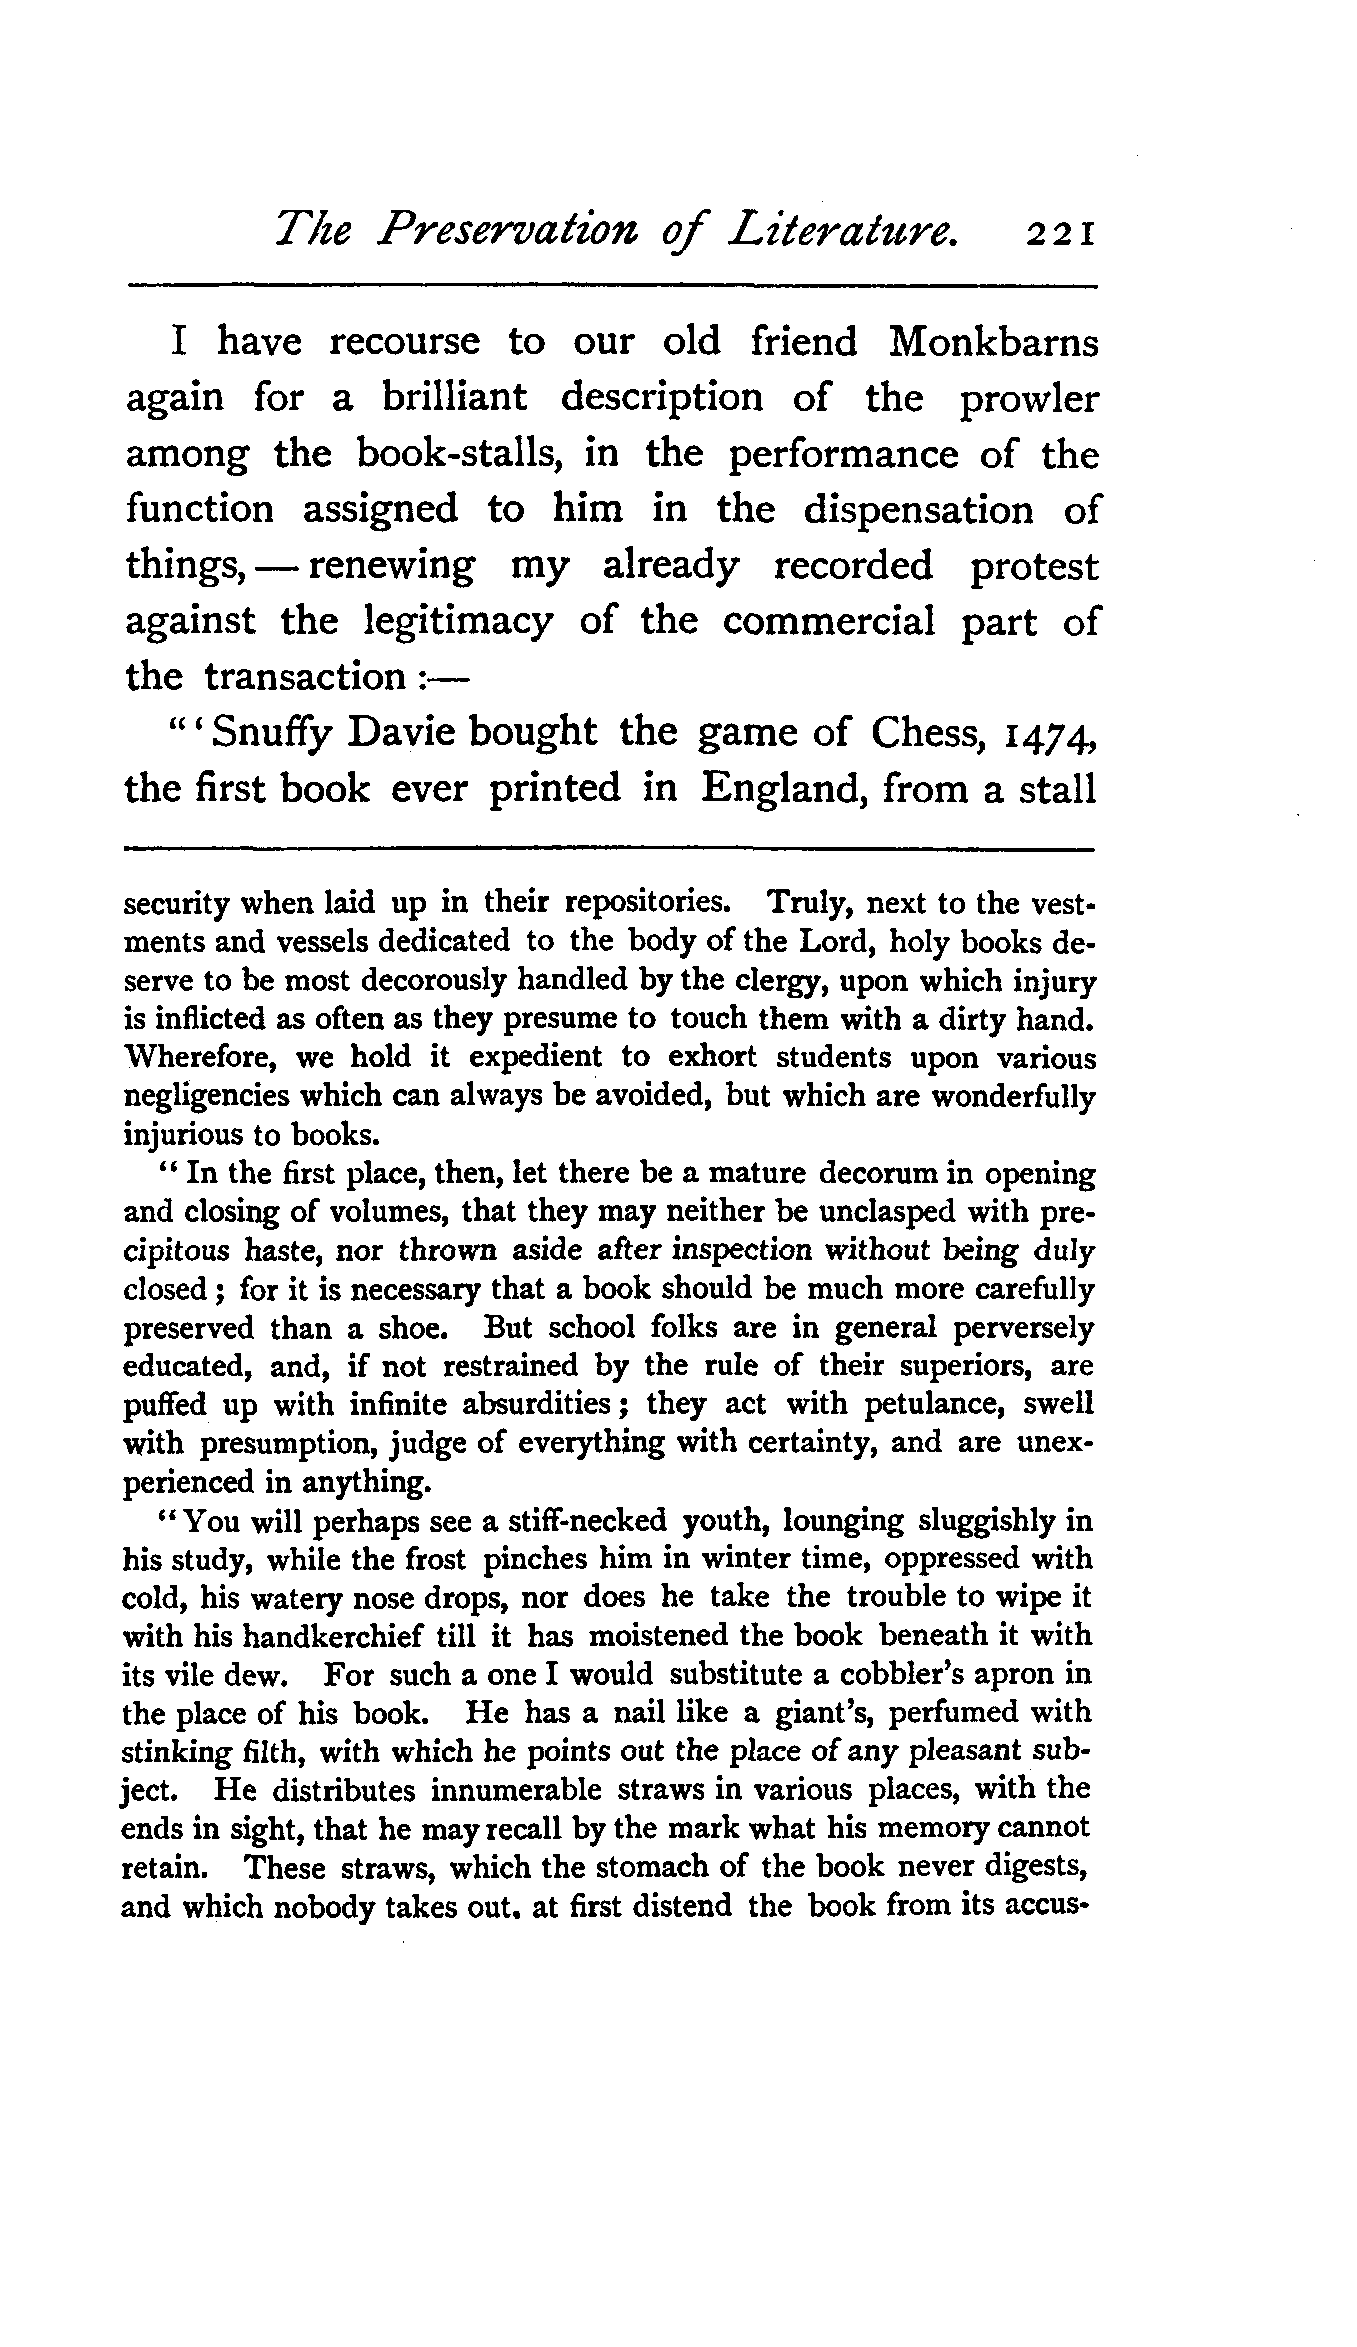 The Preservation of Literature. 221
I have recourse to our old friend Monkbarns
again for a brilliant description of the prowler
among the book-stalls, in the performance of the
function assigned to him in the dispensation of
things, — renewing my already recorded protest
against the legitimacy of the commercial part of
the transaction :—
"'Snuffy Davie bought the game of Chess, 1474,
the first book ever printed in England, from a stall
security when laid up in their repositories. Truly, next to the vest-
ments and vessels dedicated to the body of the Lord, holy books de-
serve to be most decorously handled by the clergy, upon which injury
is inflicted as often as they presume to touch them with a dirty hand.
Wherefore, we hold it expedient to exhort students upon various
negligencies which can always be avoided, but which are wonderfully
injurious to books.
"In the first place, then, let there be a mature decorum in opening
and closing of volumes, that they may neither be unclasped with pre-
cipitous haste, nor thrown aside after inspection without being duly
closed; for it is necessary that a book should be much more carefully
preserved than a shoe. But school folks are in general perversely
educated, and, if not restrained by the rule of their superiors, are
puffed up with infinite absurdities; they act with petulance, swell
with presumption, judge of everything with certainty, and are unex-
perienced in anything.
"You will perhaps see a stiff-necked youth, lounging sluggishly in
his study, while the frost pinches him in winter time, oppressed with
cold, his watery nose drops, nor does he take the trouble to wipe it
with his handkerchief till it has moistened the book beneath it with
its vile dew. For such a one I would substitute a cobbler's apron in
the place of his book. He has a nail like a giant's, perfumed with
stinking filth, with which he points out the place of any pleasant sub-
ject. He distributes innumerable straws in various places, with the
ends in sight, that he may recall by the mark what his memory cannot
retain. These straws, which the stomach of the book never digests,
and which nobody takes out. at first distend the book from its accus-